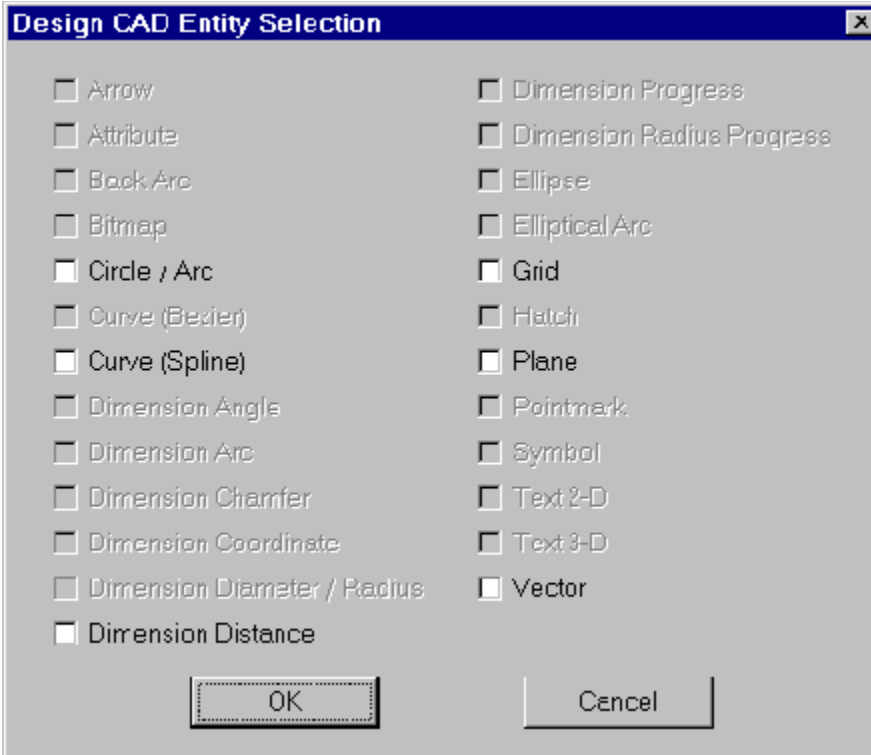 Design CAD Entity Selection
Arrow
Attribute
Back Arc
Bitmap
Circle / Arc
Curve (Bezier)
Curve (Spline)
Dimension Angle
Dimension Arc
Dimension Chamfer
Dimension Coordinate
Dimension Diameter / Radius
Dimension Distance
Dimension Progress
Dimension Radius Progress
Ellipse
Elliptical Arc
Grid
Hatch
Plane
Pointmark
Symbol
Text 2-D
Text 3-D
Vector
OK
Cancel